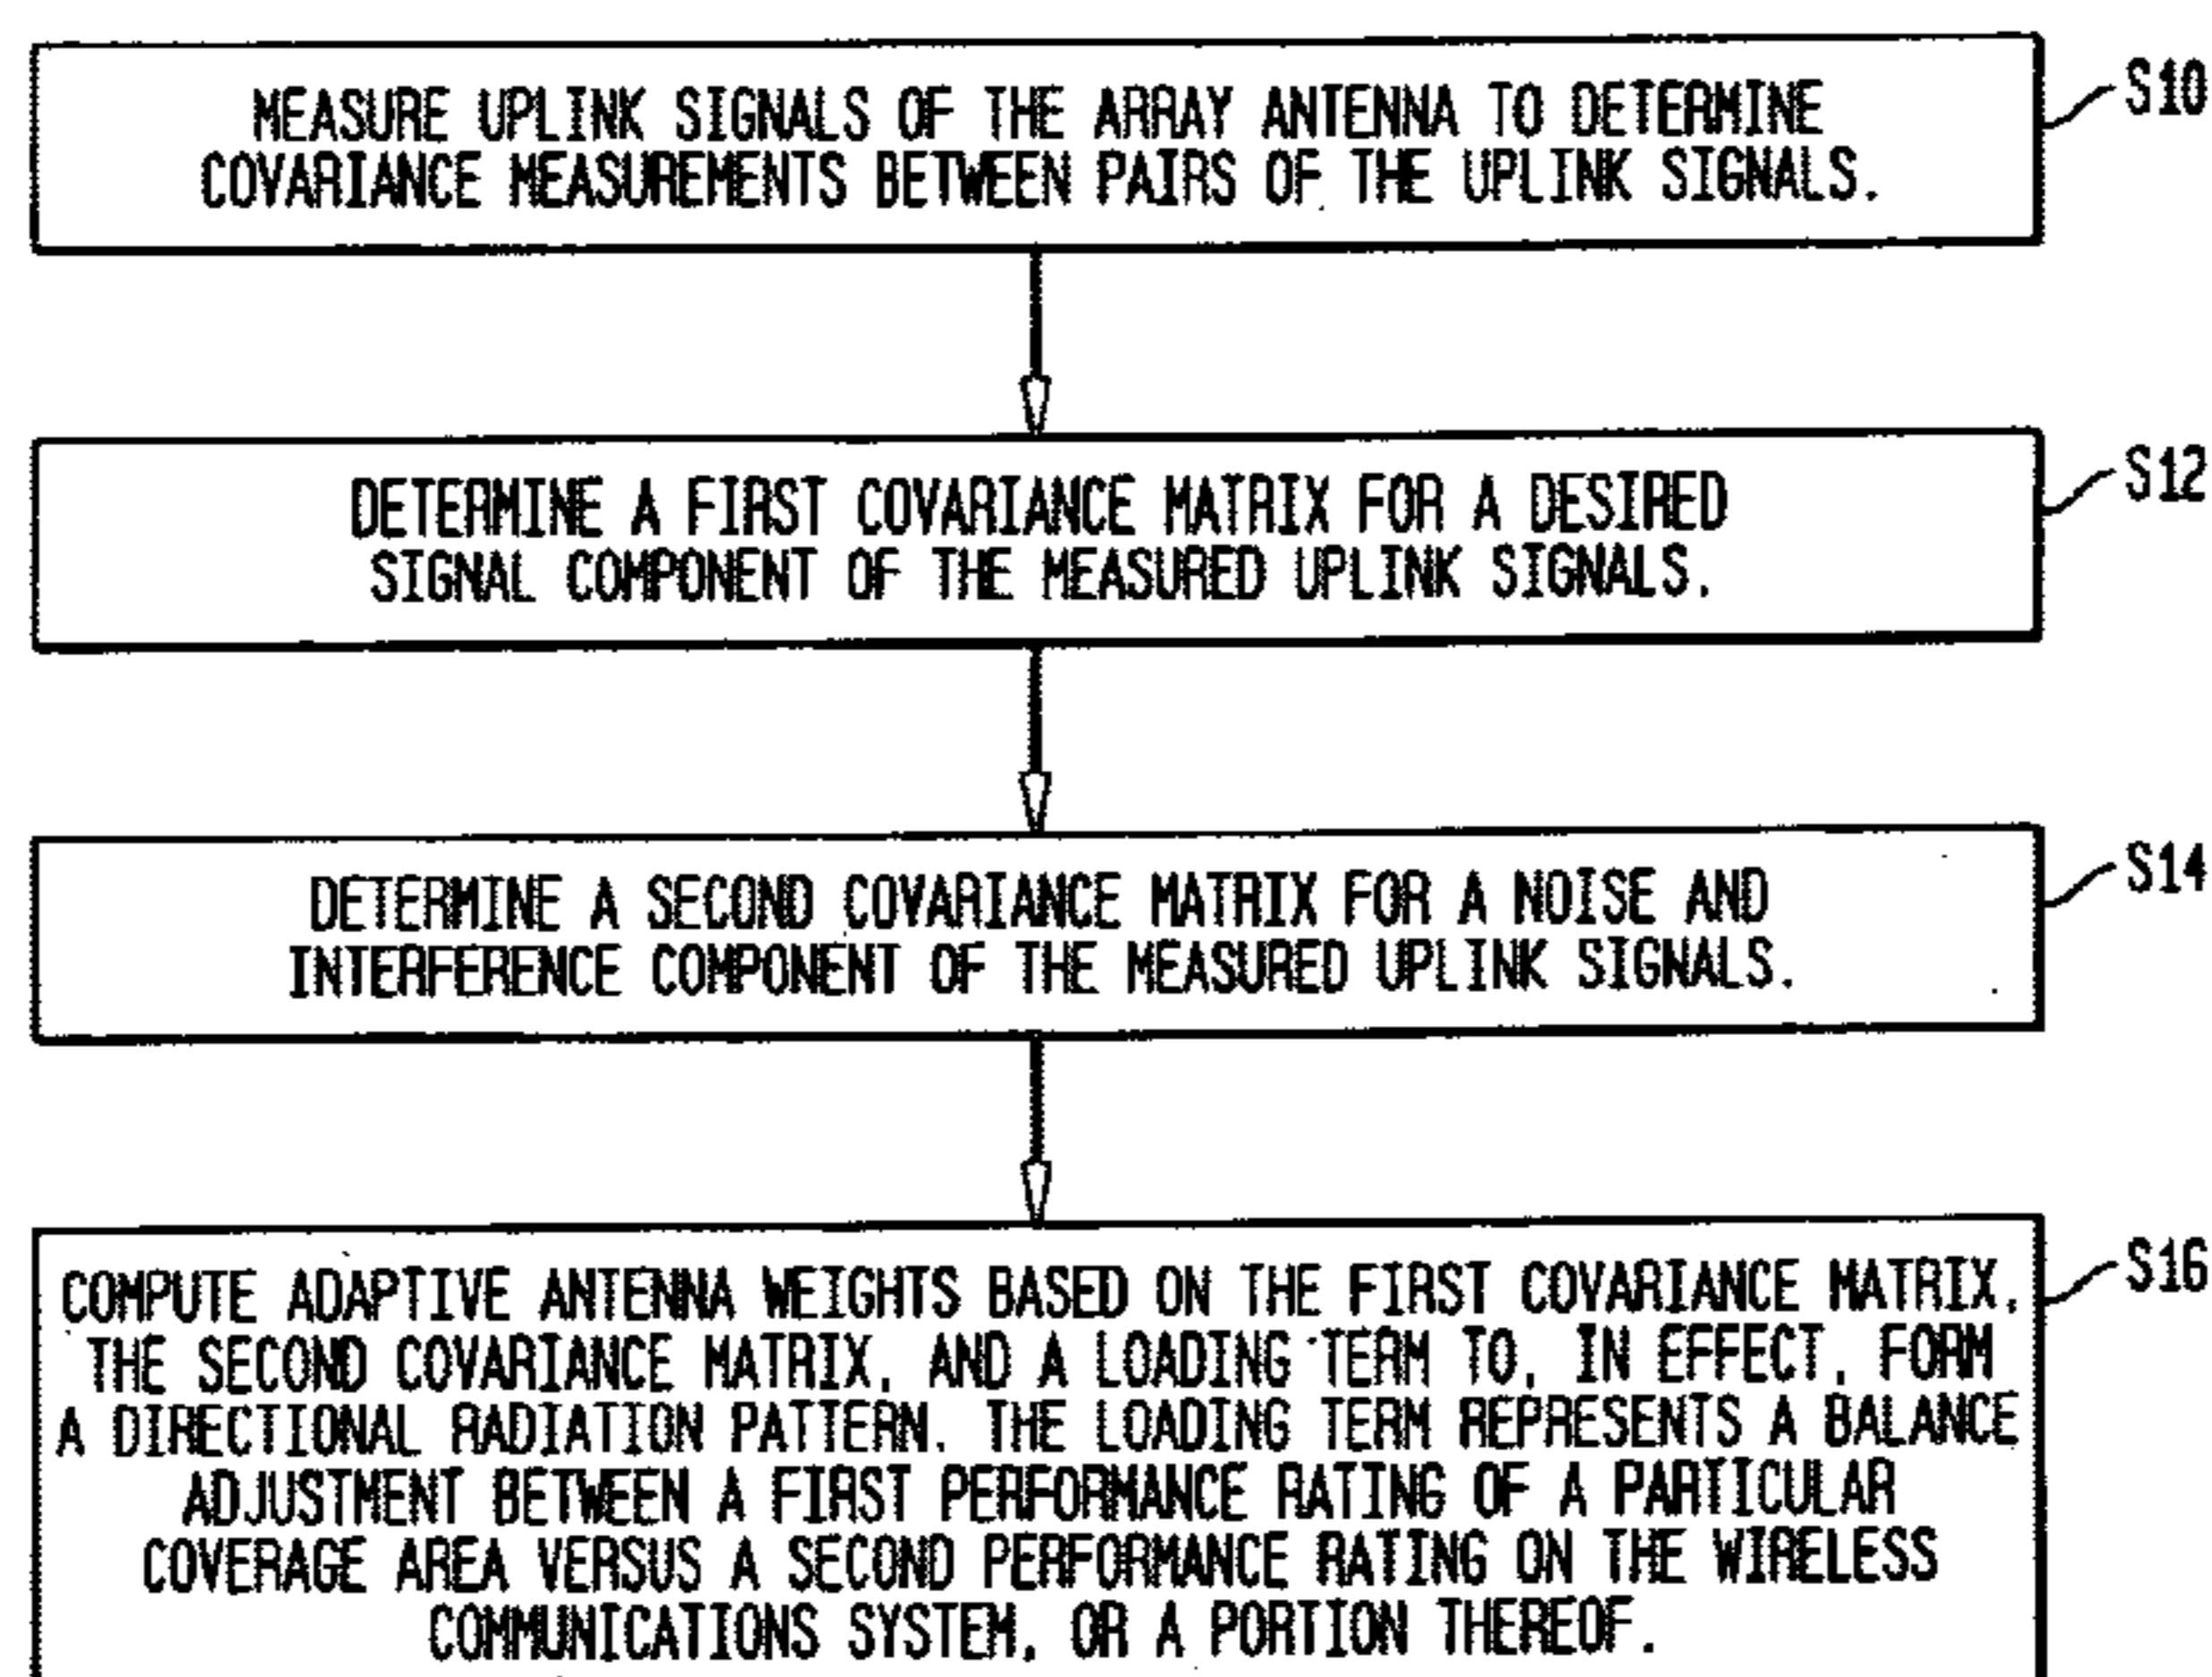 MEASURE UPLINK SIGNALS OF THE ARRAY ANTENNA TO DETERMINE
COVARIANCE MEASUREMENTS BETWEEN PAIRS OF THE UPLINK SIGNALS.
S10
DETERMINE A FIRST COVARIANCE MATRIX FOR A DESIRED
SIGNAL COMPONENT OF THE MEASURED UPLINK SIGNALS.
S12
DETERMINE A SECOND COVARIANCE MATRIX FOR A NOISE AND
INTERFERENCE COMPONENT OF THE MEASURED UPLINK SIGNALS.
S14
COMPUTE ADAPTIVE ANTENNA WEIGHTS BASED ON THE FIRST COVARIANCE MATRIX,
THE SECOND COVARIANCE MATRIX, AND A LOADING TERM TO, IN EFFECT, FORM
A DIRECTIONAL RADIATION PATTERN. THE LOADING TERM REPRESENTS A BALANCE
ADJUSTMENT BETWEEN A FIRST PERFORMANCE RATING OF A PARTICULAR
COVERAGE AREA VERSUS A SECOND PERFORMANCE RATING ON THE WIRELESS
COMMUNICATIONS SYSTEM, OR A PORTION THEREOF.
S16